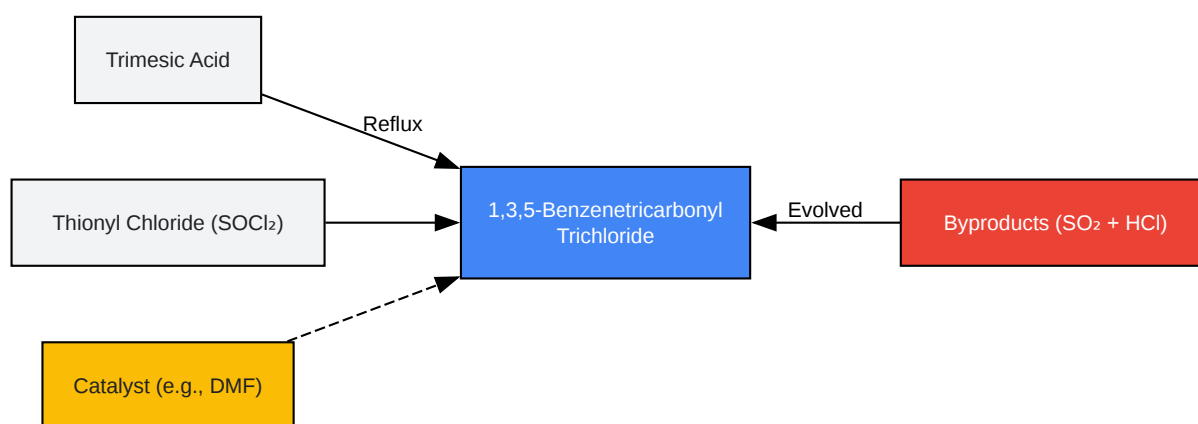 Trimesic Acid
Reflux
Thionyl Chloride (SOCl₂)
1,3,5-Benzenetricarbonyl
Trichloride
Evolved
Byproducts (SO₂ + HCl)
Catalyst (e.g., DMF)